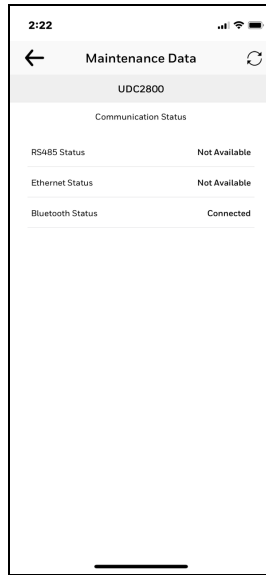 2:22
Maintenance Data
UDC2800
Communication Status
RS485 Status Not Available
Ethernet Status Not Available
Bluetooth Status Connected